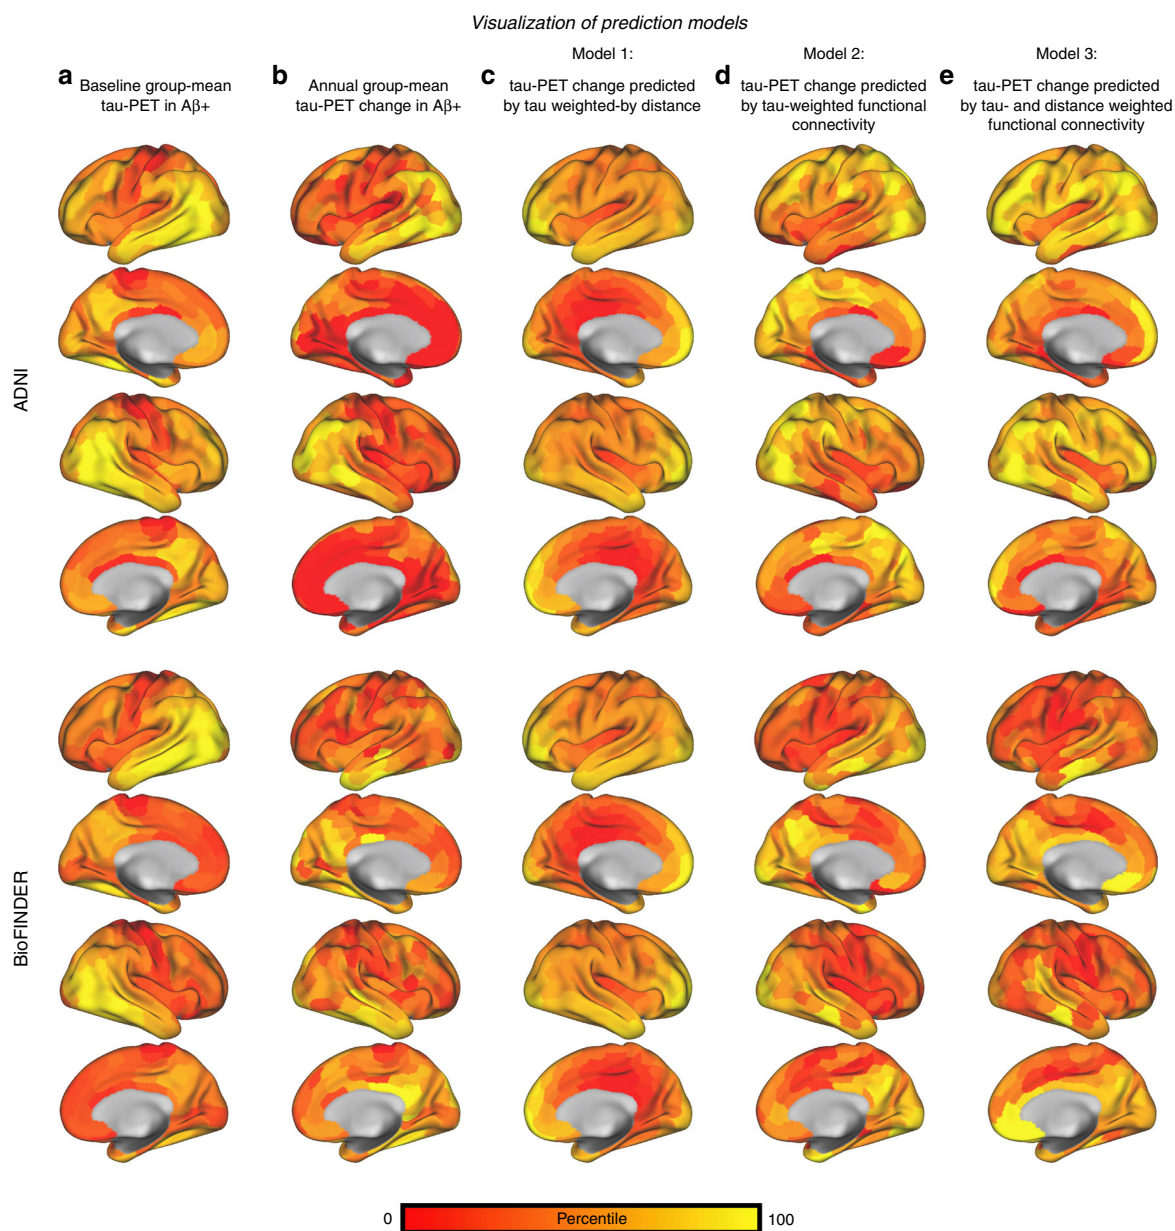 Visualization of prediction models
a Baseline group-mean
tau-PET in Aβ+
b Annual group-mean
tau-PET change in Aβ+
Model 1:
c tau-PET change predicted
by tau weighted-by distance
Model 2:
d tau-PET change predicted
by tau-weighted functional
connectivity
Model 3:
e tau-PET change predicted
by tau- and distance weighted
functional connectivity
ADNI
BioFINDER
0 Percentile 100